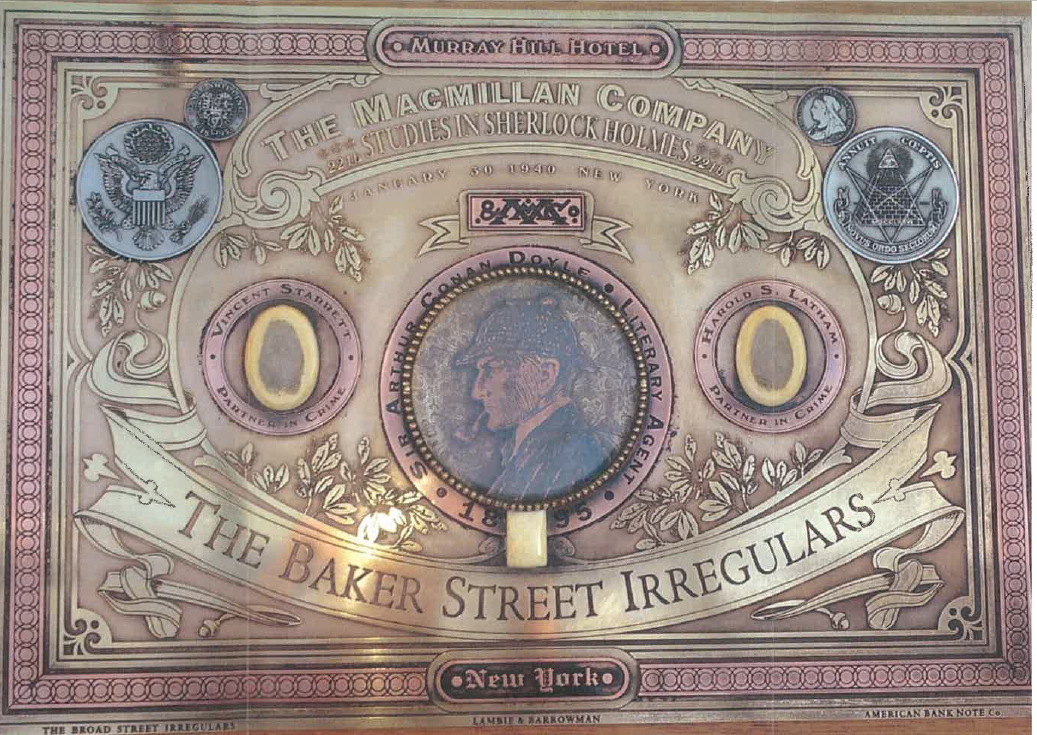 • MURRAY HILL HOTEL •
THE MACMILLAN COMPANY
221b STUDIES IN SHERLOCK HOLMES 221b
JANUARY 30 1940 NEW YORK
ANNUIT CŒPTIS
NOVUS ORDO SECLORUM
SIR ARTHUR CONAN DOYLE • LITERARY AGENT •
1895
VINCENT STARRETT
• PARTNER IN CRIME •
HAROLD S. LATHAM
• PARTNER IN CRIME •
THE BAKER STREET IRREGULARS
• New York •
THE BROAD STREET IRREGULARS
LAMBIE & BARROWMAN
AMERICAN BANK NOTE Co.